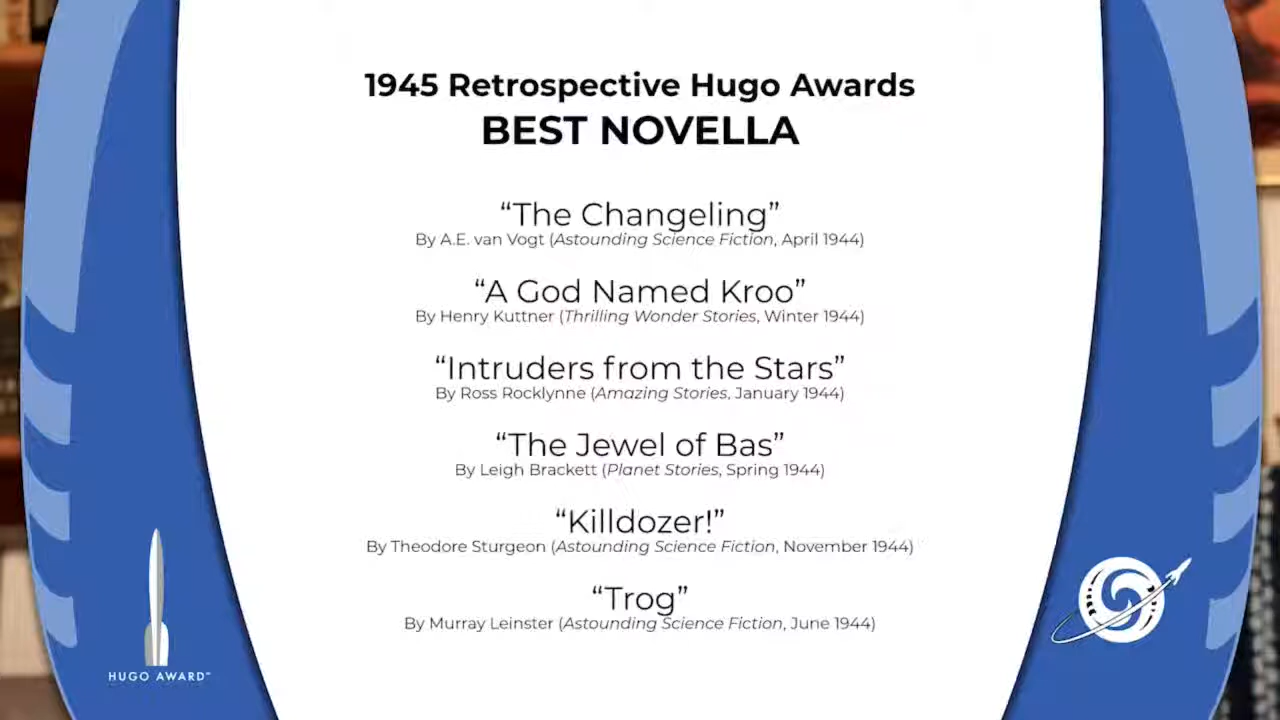 1945 Retrospective Hugo Awards
BEST NOVELLA
“The Changeling”
By A.E. van Vogt (Astounding Science Fiction, April 1944)
“A God Named Kroo”
By Henry Kuttner (Thrilling Wonder Stories, Winter 1944)
“Intruders from the Stars”
By Ross Rocklynne (Amazing Stories, January 1944)
“The Jewel of Bas”
By Leigh Brackett (Planet Stories, Spring 1944)
“Killdozer!”
By Theodore Sturgeon (Astounding Science Fiction, November 1944)
“Trog”
By Murray Leinster (Astounding Science Fiction, June 1944)
HUGO AWARD™